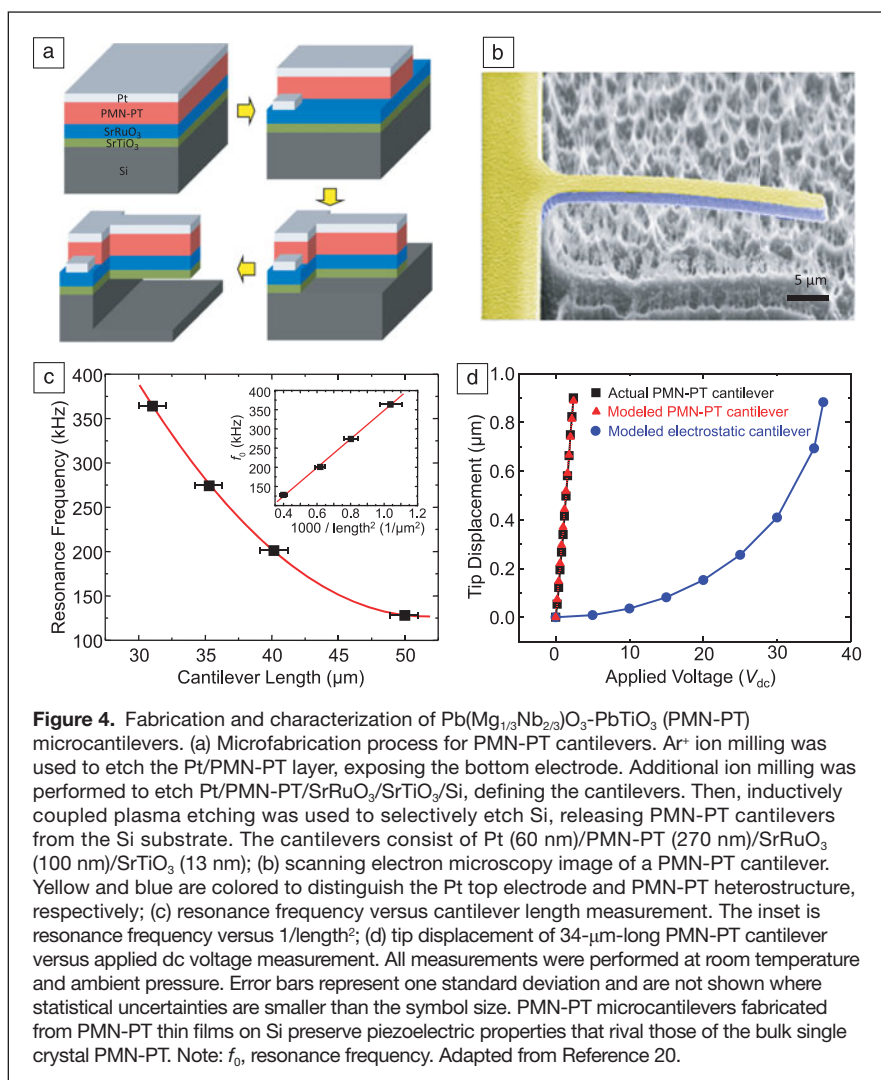 a
Pt
PMN-PT
SrRuO₃
SrTiO₃
Si
b
5 µm
c
400
350
300
250
200
150
100
30
35
40
45
50
Resonance Frequency (kHz)
Cantilever Length (µm)
400
350
300
250
200
150
0.4
0.6
0.8
1.0
1.2
f₀ (kHz)
1000 / length² (1/µm²)
d
1.0
0.8
0.6
0.4
0.2
0.0
0
10
20
30
40
Tip Displacement (µm)
Applied Voltage (V_dc)
Actual PMN-PT cantilever
Modeled PMN-PT cantilever
Modeled electrostatic cantilever
Figure 4. Fabrication and characterization of Pb(Mg₁/₃Nb₂/₃)O₃-PbTiO₃ (PMN-PT)
microcantilevers. (a) Microfabrication process for PMN-PT cantilevers. Ar⁺ ion milling was
used to etch the Pt/PMN-PT layer, exposing the bottom electrode. Additional ion milling was
performed to etch Pt/PMN-PT/SrRuO₃/SrTiO₃/Si, defining the cantilevers. Then, inductively
coupled plasma etching was used to selectively etch Si, releasing PMN-PT cantilevers
from the Si substrate. The cantilevers consist of Pt (60 nm)/PMN-PT (270 nm)/SrRuO₃
(100 nm)/SrTiO₃ (13 nm); (b) scanning electron microscopy image of a PMN-PT cantilever.
Yellow and blue are colored to distinguish the Pt top electrode and PMN-PT heterostructure,
respectively; (c) resonance frequency versus cantilever length measurement. The inset is
resonance frequency versus 1/length²; (d) tip displacement of 34-µm-long PMN-PT cantilever
versus applied dc voltage measurement. All measurements were performed at room temperature
and ambient pressure. Error bars represent one standard deviation and are not shown where
statistical uncertainties are smaller than the symbol size. PMN-PT microcantilevers fabricated
from PMN-PT thin films on Si preserve piezoelectric properties that rival those of the bulk single
crystal PMN-PT. Note: f₀, resonance frequency. Adapted from Reference 20.